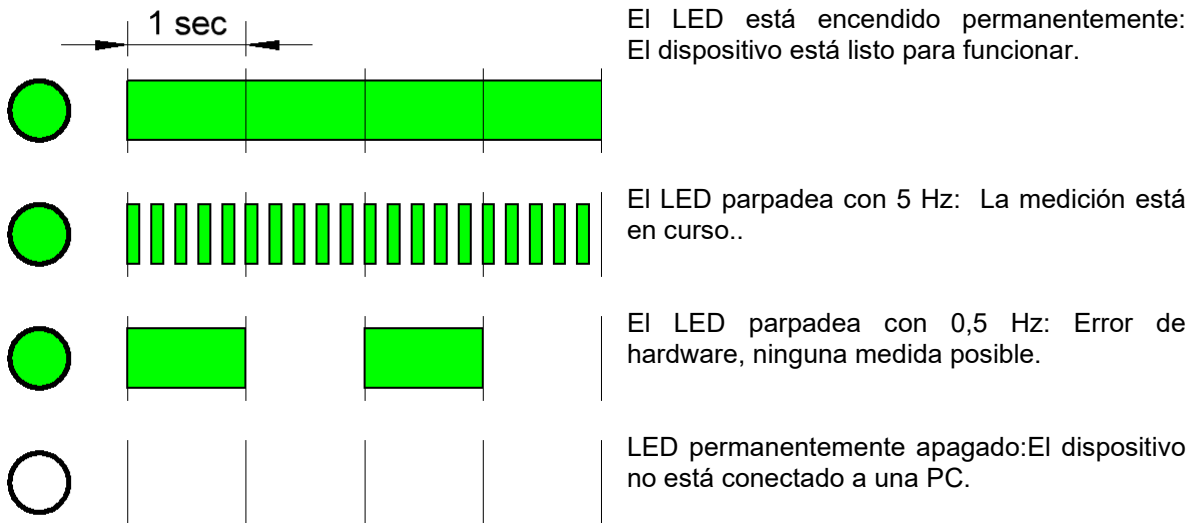 1 sec
El LED está encendido permanentemente:
El dispositivo está listo para funcionar.
El LED parpadea con 5 Hz: La medición está
en curso..
El LED parpadea con 0,5 Hz: Error de
hardware, ninguna medida posible.
LED permanentemente apagado:El dispositivo
no está conectado a una PC.